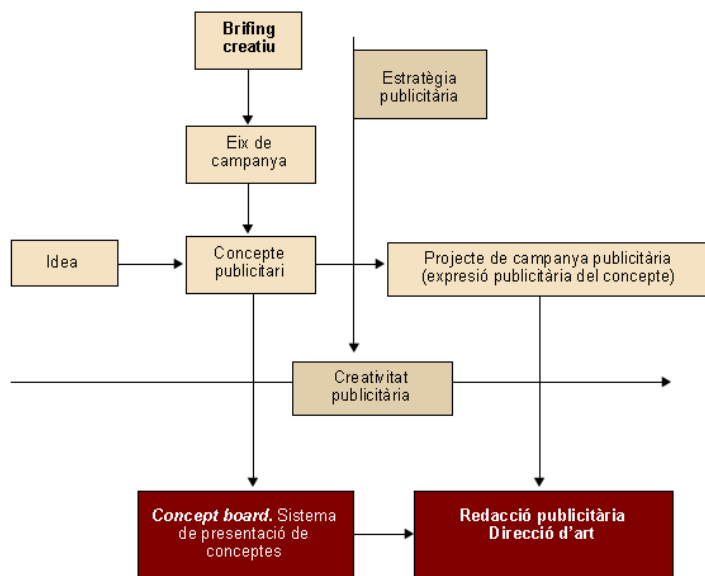 Brifing
creatiu
Estratègia
publicitària
Eix de
campanya
Idea
Concepte
publicitari
Projecte de campanya publicitària
(expresió publicitària del concepte)
Creativitat
publicitària
Concept board. Sistema
de presentació de
conceptes
Redacció publicitària
Direcció d'art